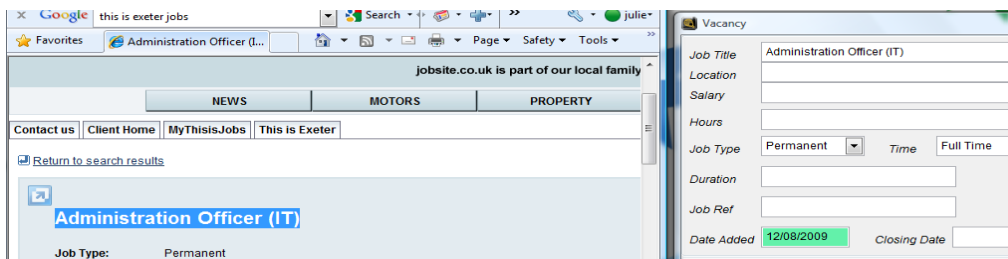 x Google this is exeter jobs Search » julie
Favorites Administration Officer (I... Page Safety Tools »
jobsite.co.uk is part of our local family
NEWS MOTORS PROPERTY
Contact us Client Home MyThisisJobs This is Exeter
Return to search results
Administration Officer (IT)
Job Type: Permanent
Vacancy
Job Title Administration Officer (IT)
Location
Salary
Hours
Job Type Permanent Time Full Time
Duration
Job Ref
Date Added 12/08/2009 Closing Date